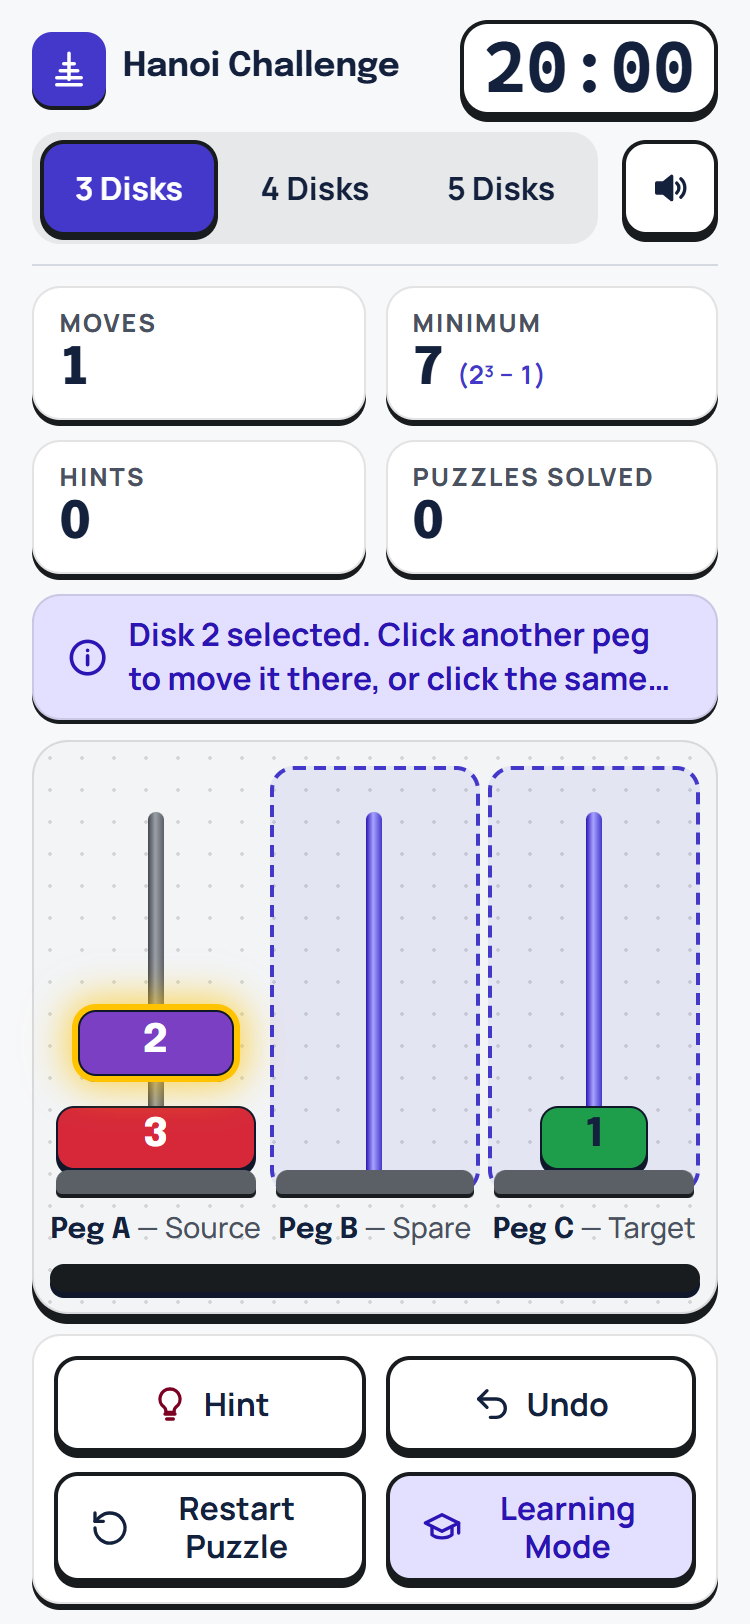 Hanoi Challenge
20:00
3 Disks
4 Disks
5 Disks
MOVES
1
MINIMUM
7 (2³ − 1)
HINTS
0
PUZZLES SOLVED
0
Disk 2 selected. Click another peg
to move it there, or click the same…
2
3
1
Peg A — Source
Peg B — Spare
Peg C — Target
Hint
Undo
Restart
Puzzle
Learning
Mode